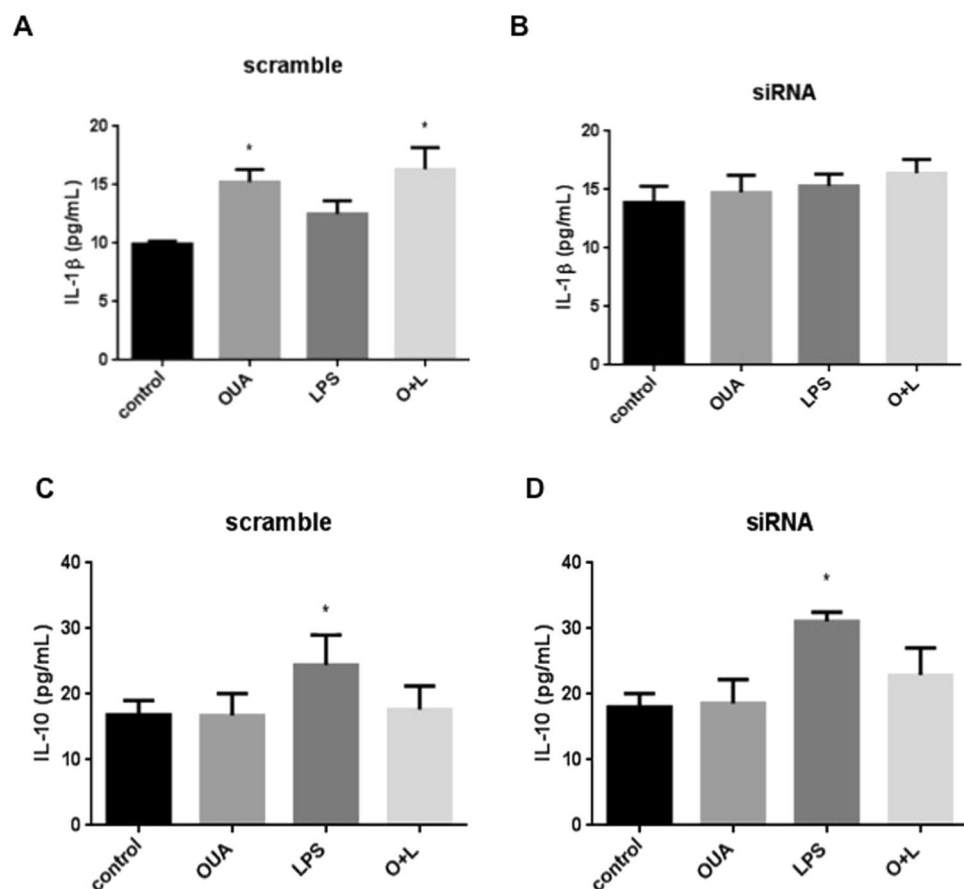 A
scramble
20
15
10
5
0
IL-1β (pg/mL)
*
*
control
OUA
LPS
O+L
B
siRNA
20
15
10
5
0
IL-1β (pg/mL)
control
OUA
LPS
O+L
C
scramble
40
30
20
10
0
IL-10 (pg/mL)
*
control
OUA
LPS
O+L
D
siRNA
40
30
20
10
0
IL-10 (pg/mL)
*
control
OUA
LPS
O+L